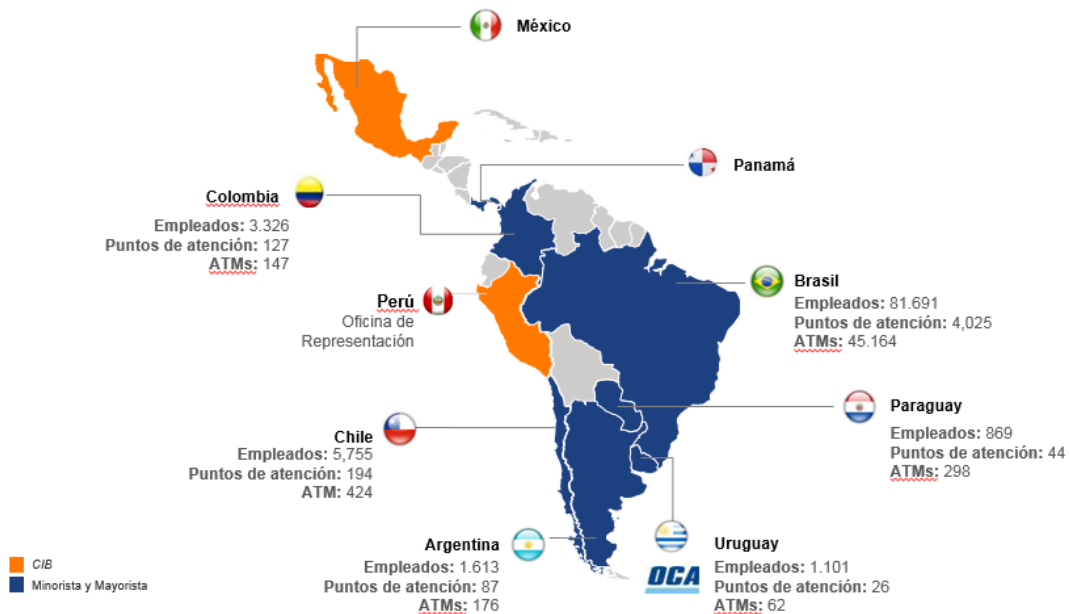 México
Panamá
Colombia
Empleados: 3.326
Puntos de atención: 127
ATMs: 147
Perú
Oficina de
Representación
Brasil
Empleados: 81.691
Puntos de atención: 4,025
ATMs: 45.164
Paraguay
Empleados: 869
Puntos de atención: 44
ATMs: 298
Chile
Empleados: 5,755
Puntos de atención: 194
ATM: 424
Argentina
Empleados: 1.613
Puntos de atención: 87
ATMs: 176
OCA
Uruguay
Empleados: 1.101
Puntos de atención: 26
ATMs: 62
CIB
Minorista y Mayorista